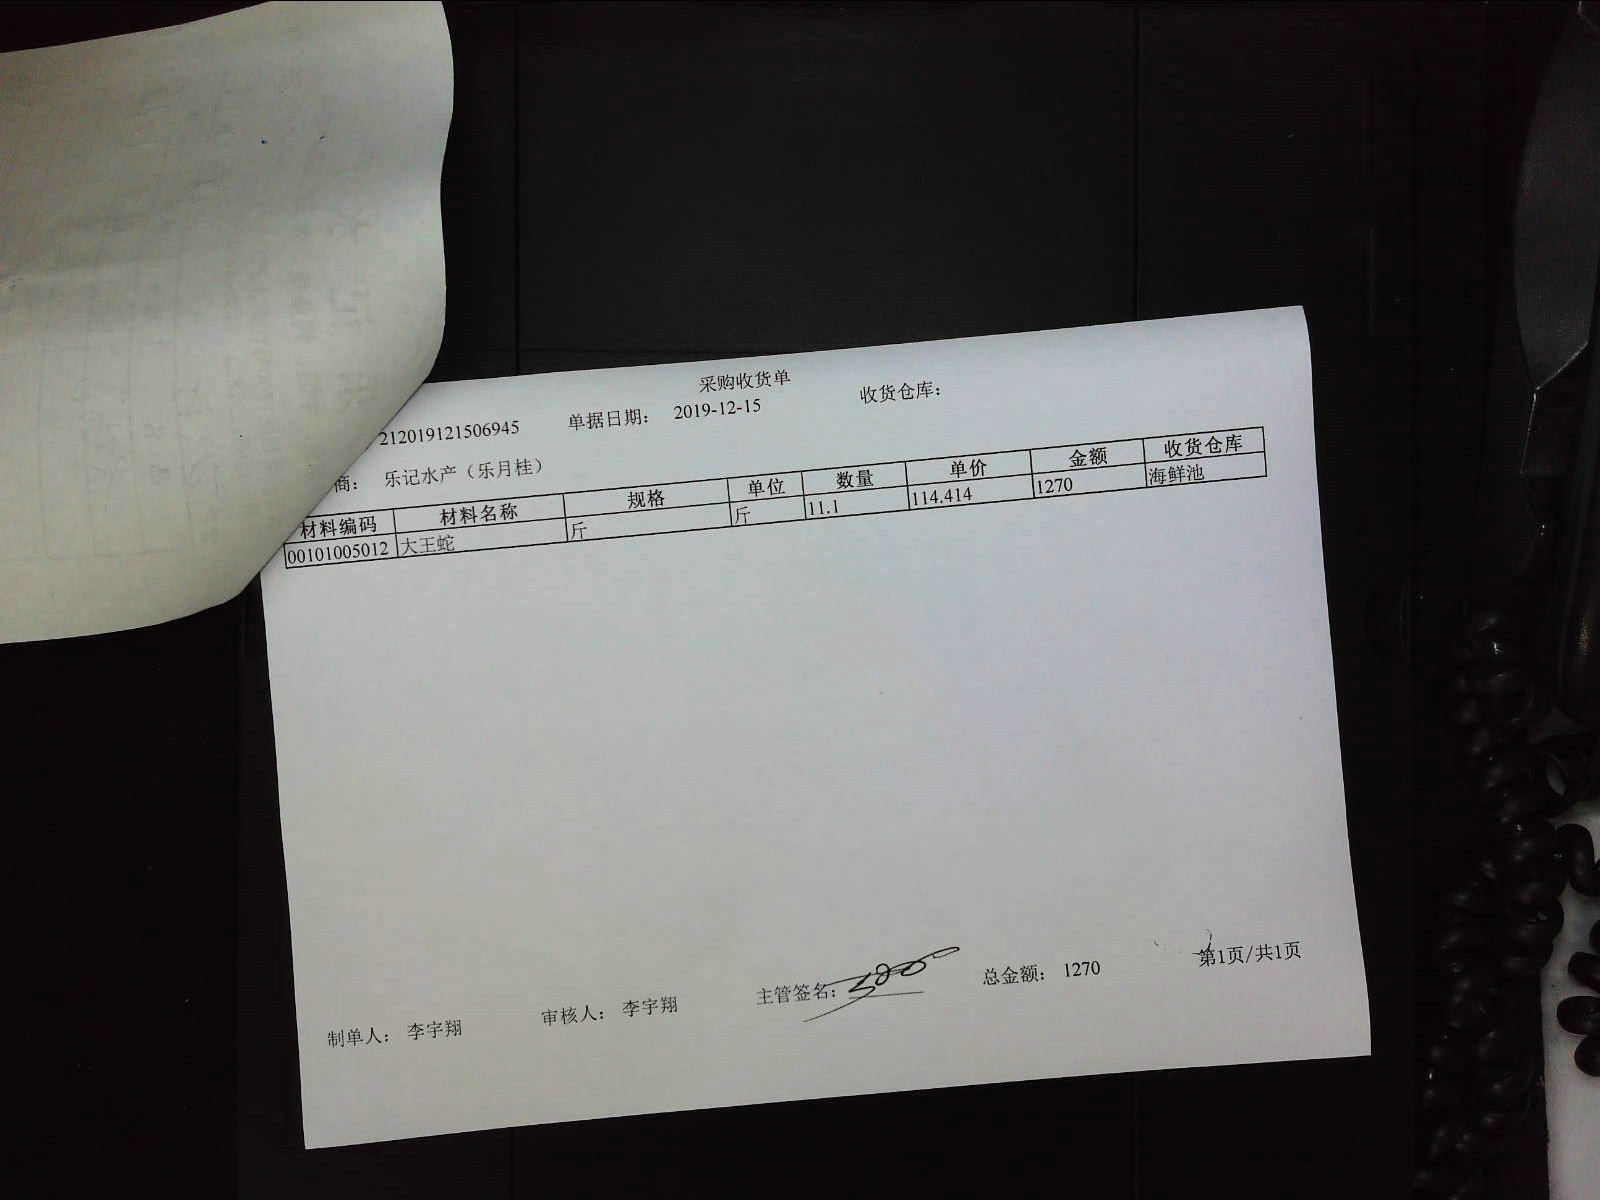 采购收货单
212019121506945 单据日期： 2019-12-15 收货仓库：
商： 乐记水产（乐月桂）
材料编码 材料名称 规格 单位 数量 单价 金额 收货仓库
00101005012 大王蛇 斤 斤 11.1 114.414 1270 海鲜池
制单人： 李宇翔 审核人： 李宇翔 主管签名： 总金额： 1270 第1页/共1页